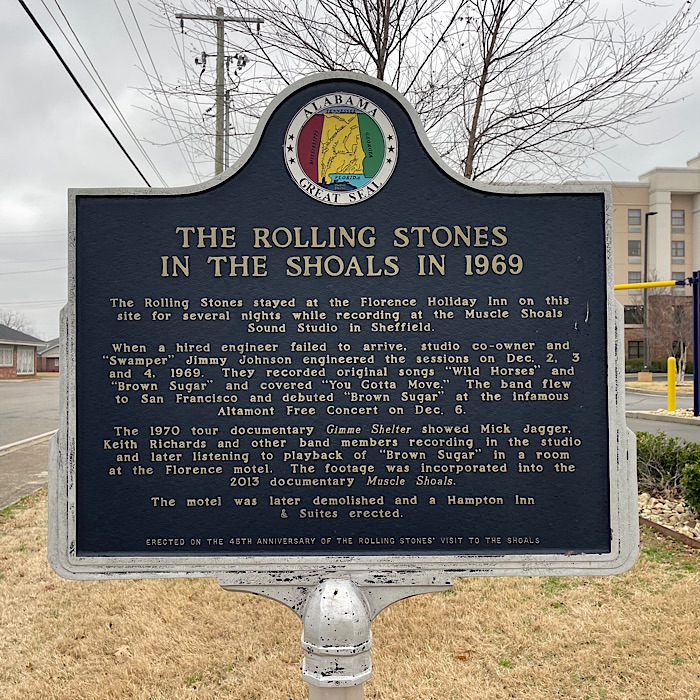 ALABAMA
MISSISSIPPI
GEORGIA
FLORIDA
GREAT SEAL
THE ROLLING STONES
IN THE SHOALS IN 1969
The Rolling Stones stayed at the Florence Holiday Inn on this
site for several nights while recording at the Muscle Shoals
Sound Studio in Sheffield.
When a hired engineer failed to arrive, studio co-owner and
“Swamper” Jimmy Johnson engineered the sessions on Dec. 2, 3
and 4, 1969. They recorded original songs “Wild Horses” and
“Brown Sugar” and covered “You Gotta Move.” The band flew
to San Francisco and debuted “Brown Sugar” at the infamous
Altamont Free Concert on Dec. 6.
The 1970 tour documentary Gimme Shelter showed Mick Jagger,
Keith Richards and other band members recording in the studio
and later listening to playback of “Brown Sugar” in a room
at the Florence motel. The footage was incorporated into the
2013 documentary Muscle Shoals.
The motel was later demolished and a Hampton Inn
& Suites erected.
ERECTED ON THE 45TH ANNIVERSARY OF THE ROLLING STONES’ VISIT TO THE SHOALS